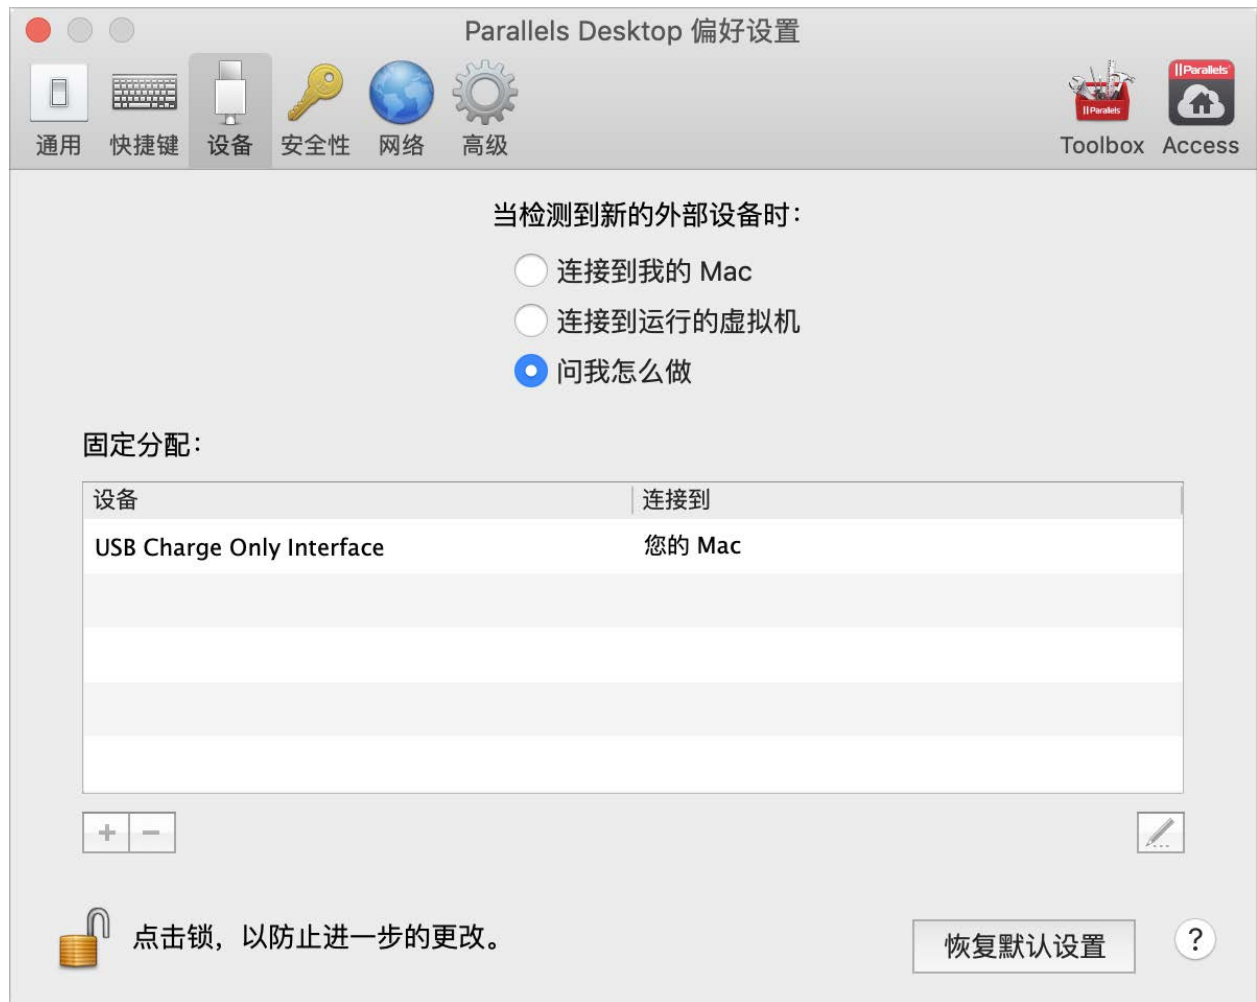 Parallels Desktop 偏好设置
||Parallels
||Parallels
通用 快捷键 设备 安全性 网络 高级 Toolbox Access
当检测到新的外部设备时：
连接到我的 Mac
连接到运行的虚拟机
问我怎么做
固定分配：
设备 连接到
USB Charge Only Interface 您的 Mac
点击锁，以防止进一步的更改。
恢复默认设置 ?